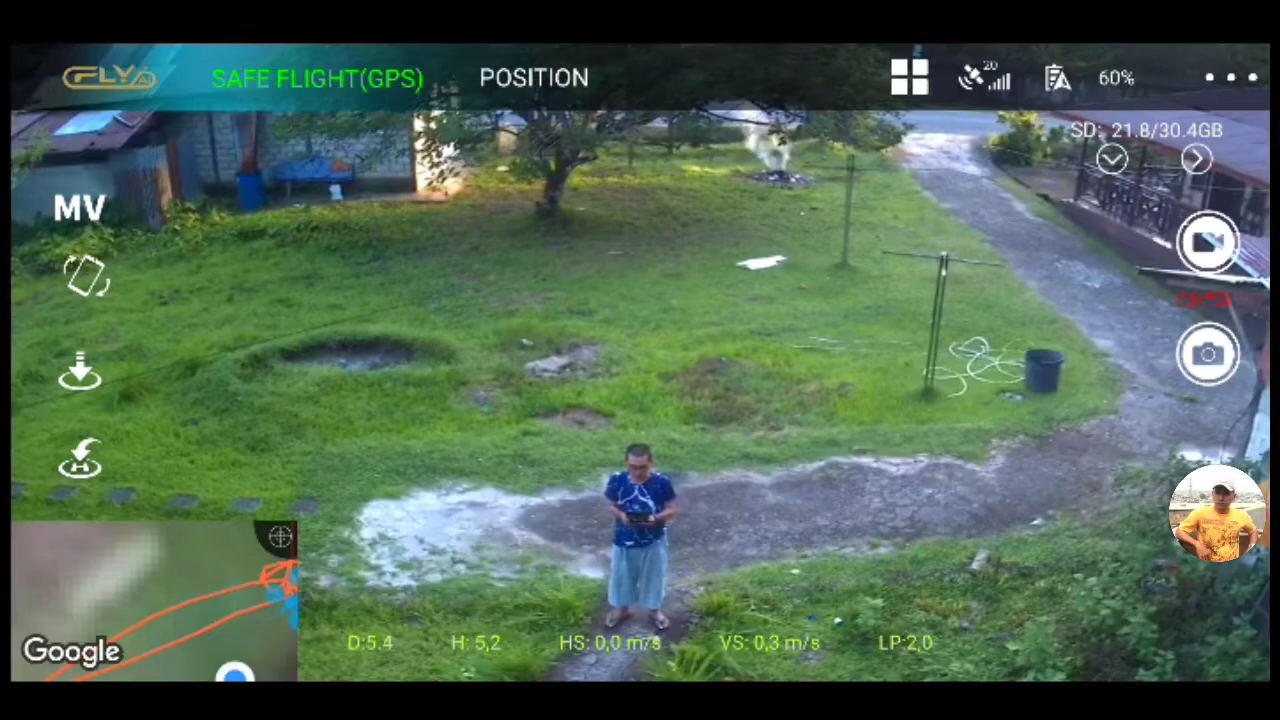 FLY
SAFE FLIGHT(GPS)
POSITION
20
60%
SD: 21.8/30.4GB
MV
Google
D:5.4
H: 5,2
HS: 0,0 m/s
VS: 0,3 m/s
LP:2,0